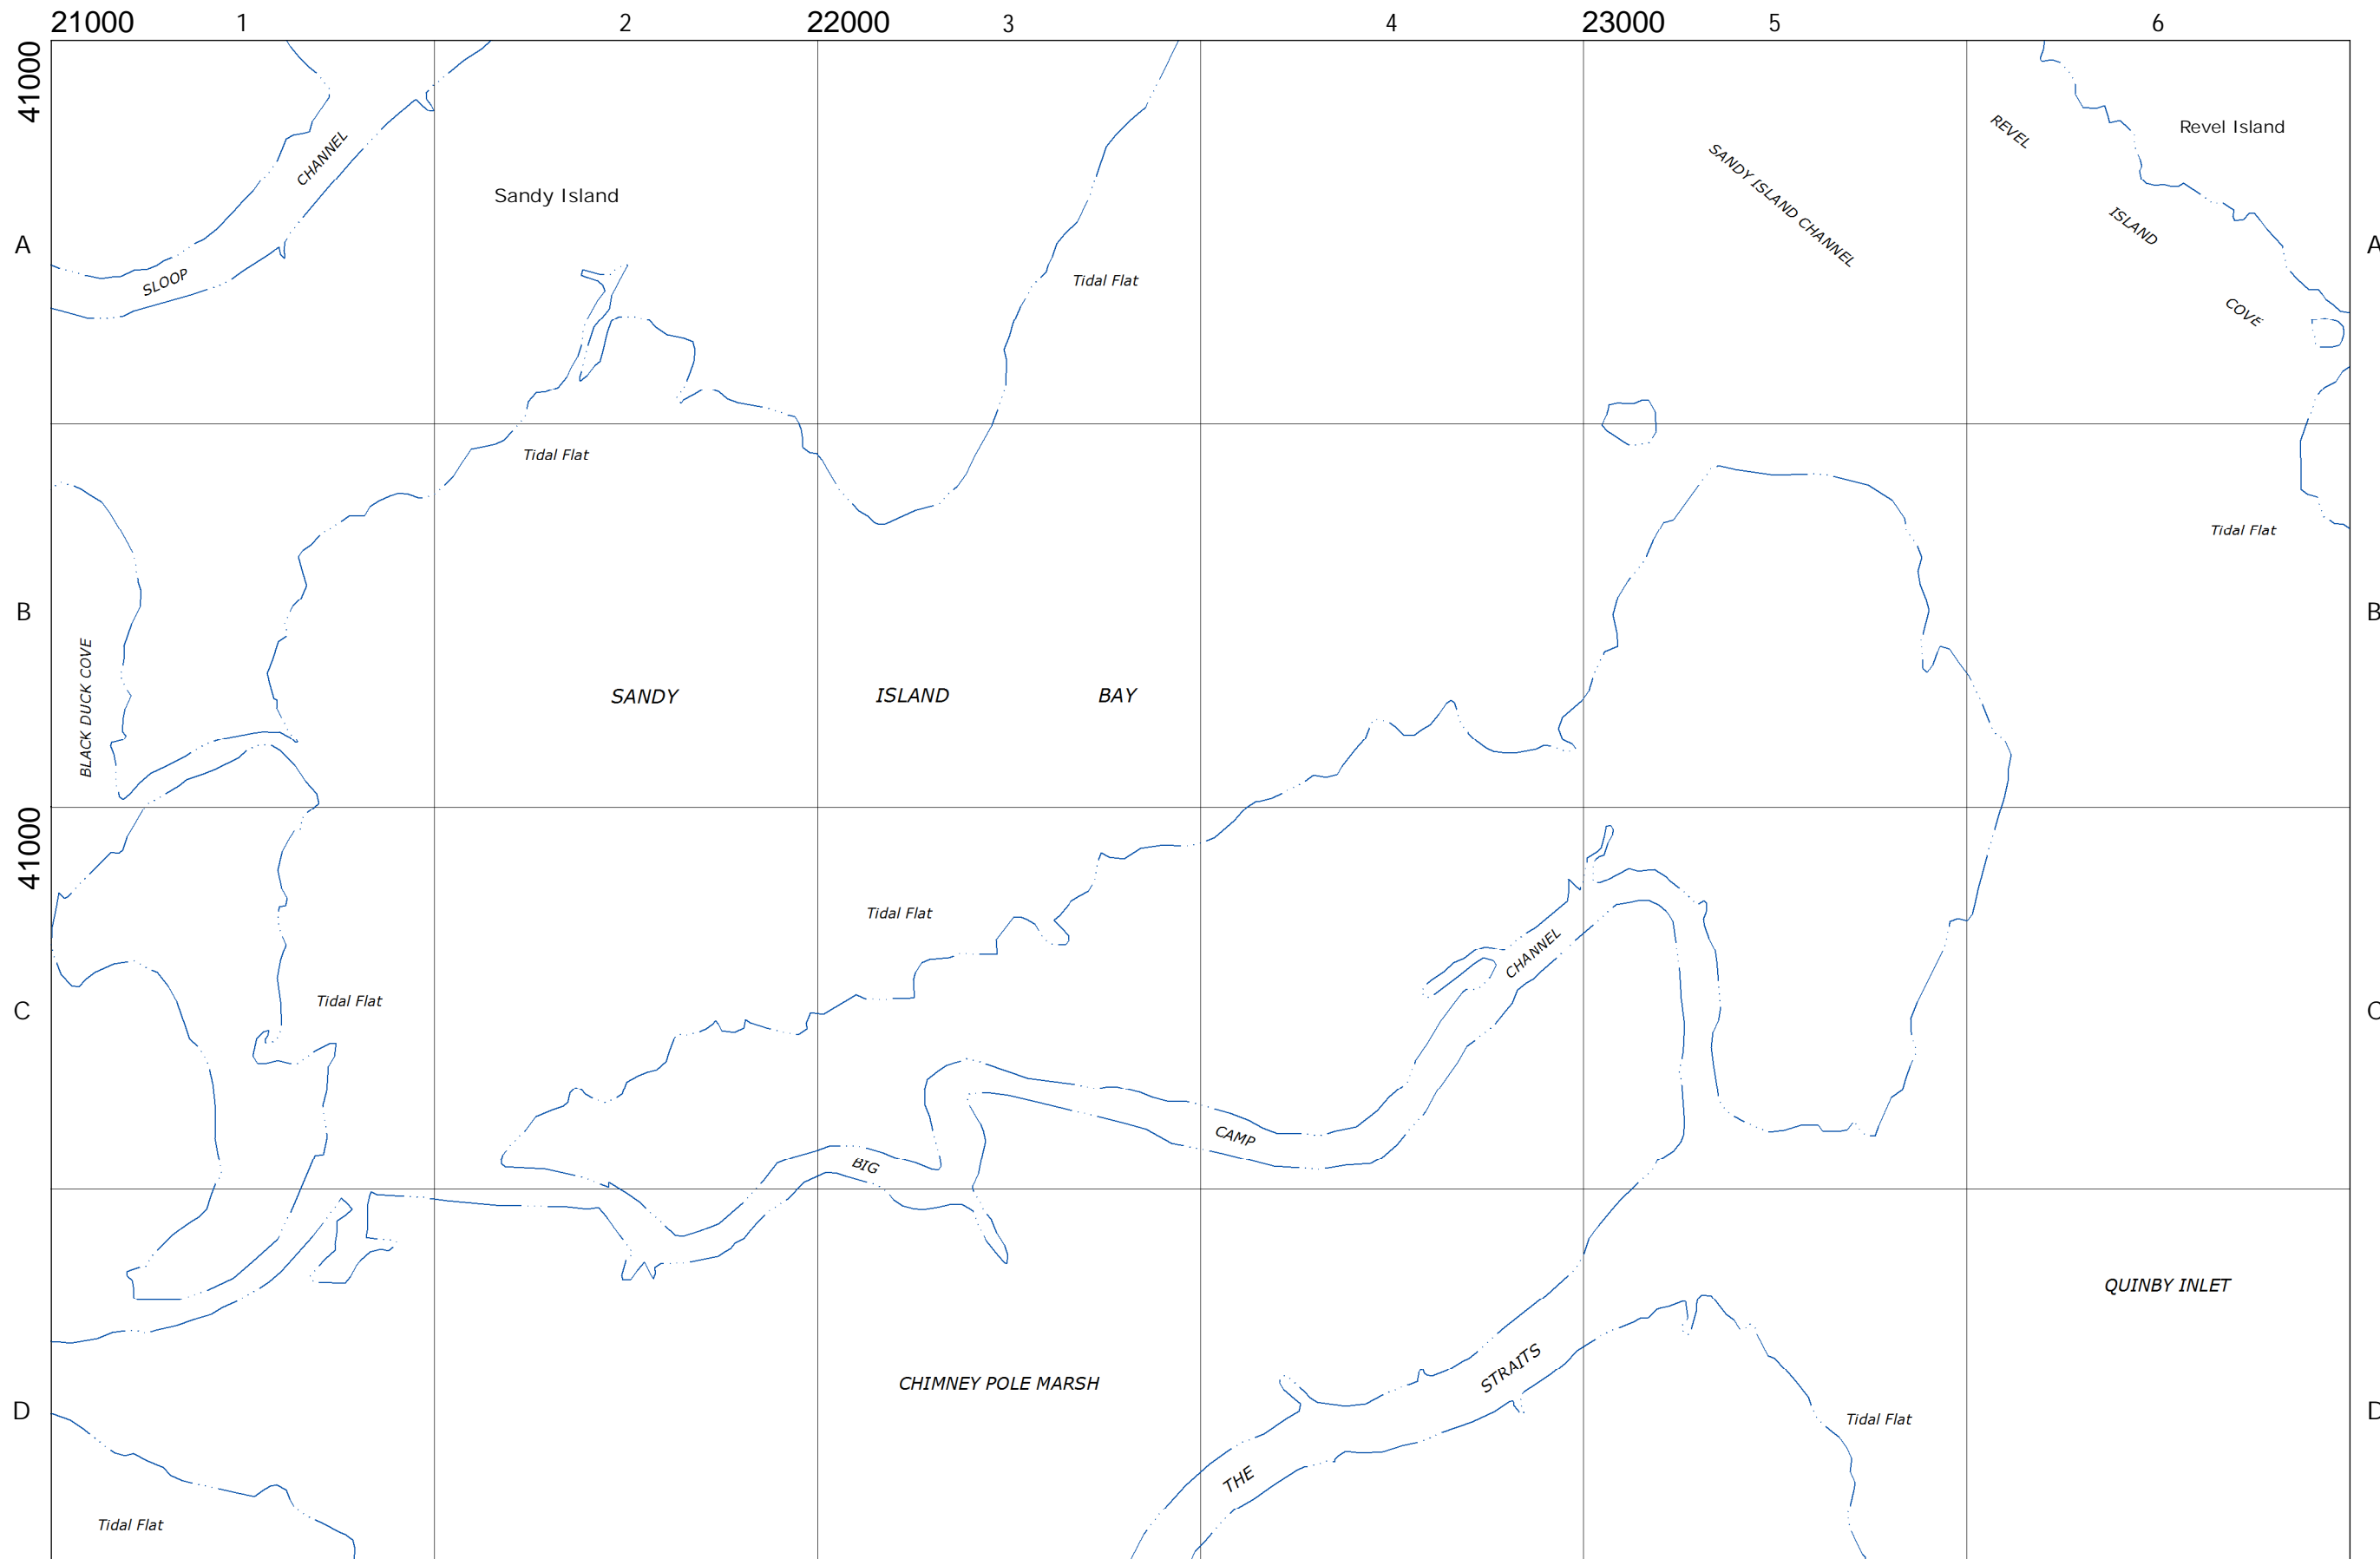 21000 1 2 22000 3 4 23000 5 6
41000
REVEL
Revel Island
CHANNEL
SANDY ISLAND CHANNEL
Sandy Island
ISLAND
A
A
SLOOP
Tidal Flat
COVE
Tidal Flat
Tidal Flat
B
B
BLACK DUCK COVE
SANDY ISLAND BAY
41000
Tidal Flat
CHANNEL
Tidal Flat
C
C
CAMP
BIG
QUINBY INLET
STRAITS
CHIMNEY POLE MARSH
D
D
Tidal Flat
THE
Tidal Flat